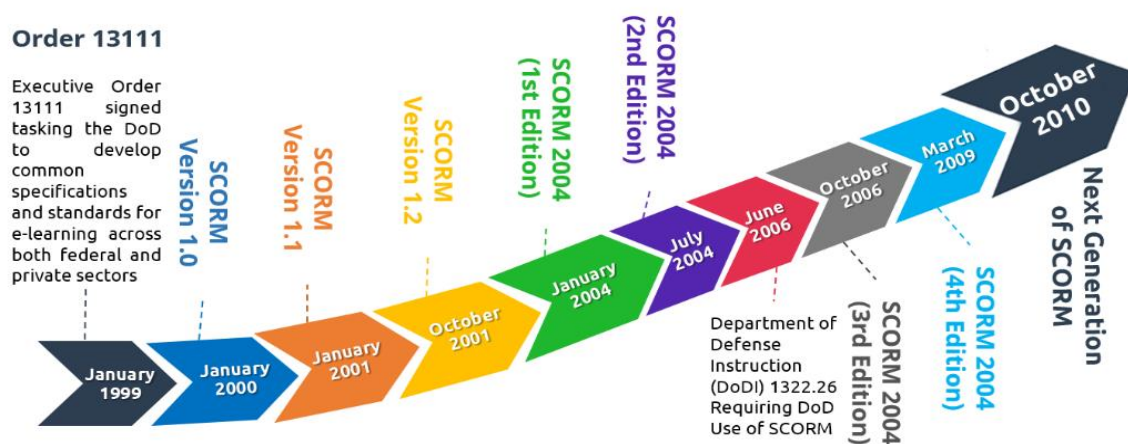 Order 13111
Executive Order
13111 signed
tasking the DoD
to develop
common
specifications
and standards for
e-learning across
both federal and
private sectors
January
1999
SCORM
Version 1.0
January
2000
SCORM
Version 1.1
January
2001
SCORM
Version 1.2
October
2001
SCORM 2004
(1st Edition)
January
2004
SCORM 2004
(2nd Edition)
July
2004
June
2006
Department of
Defense
Instruction
(DoDI) 1322.26
Requiring DoD
Use of SCORM
October
2006
SCORM 2004
(3rd Edition)
March
2009
SCORM 2004
(4th Edition)
October
2010
Next Generation
of SCORM